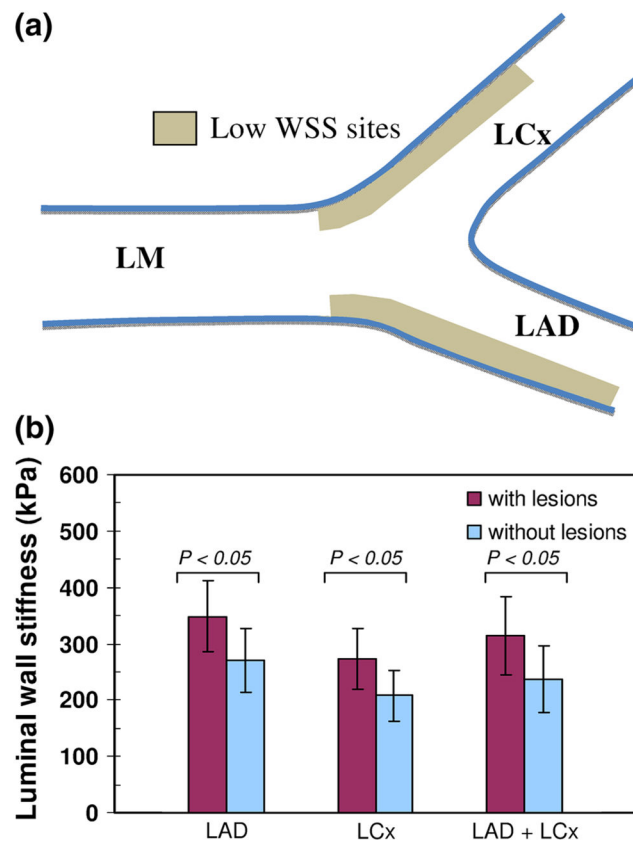 (a)
Low WSS sites
LCx
LM
LAD
(b)
Luminal wall stiffness (kPa)
600
500
400
300
200
100
0
with lesions
without lesions
P < 0.05
P < 0.05
P < 0.05
LAD
LCx
LAD + LCx